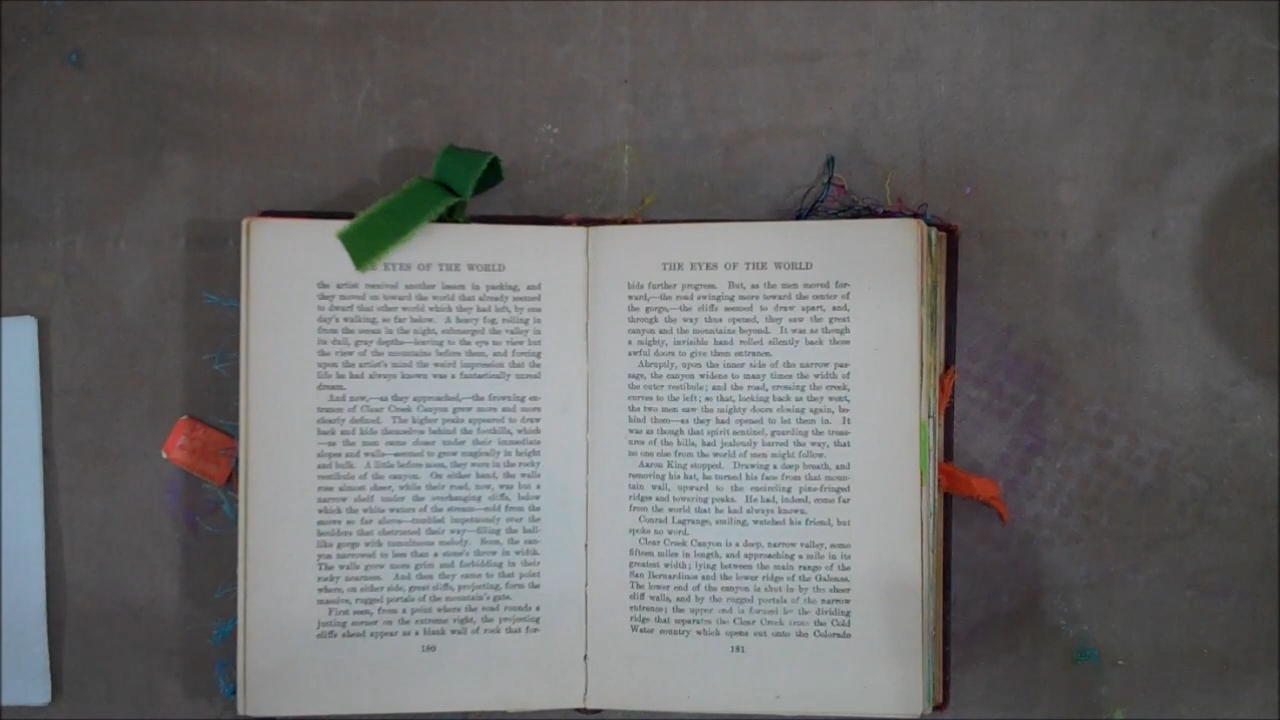 THE EYES OF THE WORLD
the artist received another lesson in packing, and
they moved on toward the world that already seemed
to dwarf that other world which they had left, by one
day's walking, so far below. A heavy fog, rolling in
from the ocean in the night, submerged the valley in
its dull, gray depths—leaving to the eye no view but
the view of the mountains before them, and forcing
upon the artist's mind the weird impression that the
life he had always known was a fantastically unreal
dream.
And now,—as they approached,—the frowning en-
trance of Clear Creek Canyon grew more and more
clearly defined. The higher peaks appeared to draw
back and hide themselves behind the foothills, which
—as the men came closer under their immediate
slopes and walls—seemed to grow magically in height
and bulk. A little before noon, they were in the rocky
vestibule of the canyon. On either hand, the walls
rose almost sheer, while their road, now, was but a
narrow shelf under the overhanging cliffs, below
which the white waters of the stream—cold from the
snows so far above—tumbled impetuously over the
boulders that obstructed their way—filling the hall-
like gorge with tumultuous melody. Soon, the can-
yon narrowed to less than a stone's throw in width.
The walls grew more grim and forbidding in their
rocky nearness. And then they came to that point
where, on either side, great cliffs, projecting, form the
massive, rugged portals of the mountain's gate.
First seen, from a point where the road rounds a
jutting corner on the extreme right, the projecting
cliffs ahead appear as a blank wall of rock that for-
180
THE EYES OF THE WORLD
bids further progress. But, as the men moved for-
ward,—the road swinging more toward the center of
the gorge,—the cliffs seemed to draw apart, and,
through the way thus opened, they saw the great
canyon and the mountains beyond. It was as though
a mighty, invisible hand rolled silently back those
awful doors to give them entrance.
Abruptly, upon the inner side of the narrow pas-
sage, the canyon widens to many times the width of
the outer vestibule; and the road, crossing the creek,
curves to the left; so that, looking back as they went,
the two men saw the mighty doors closing again, be-
hind them—as they had opened to let them in. It
was as though that spirit sentinel, guarding the treas-
ures of the hills, had jealously barred the way, that
no one else from the world of men might follow.
Aaron King stopped. Drawing a deep breath, and
removing his hat, he turned his face from that moun-
tain wall, upward to the encircling pine-fringed
ridges and towering peaks. He had, indeed, come far
from the world that he had always known.
Conrad Lagrange, smiling, watched his friend, but
spoke no word.
Clear Creek Canyon is a deep, narrow valley, some
fifteen miles in length, and approaching a mile in its
greatest width; lying between the main range of the
San Bernardinos and the lower ridge of the Galenas.
The lower end of the canyon is shut in by the sheer
cliff walls, and by the rugged portals of the narrow
entrance; the upper end is formed by the dividing
ridge that separates the Clear Creek from the Cold
Water country which opens out onto the Colorado
181